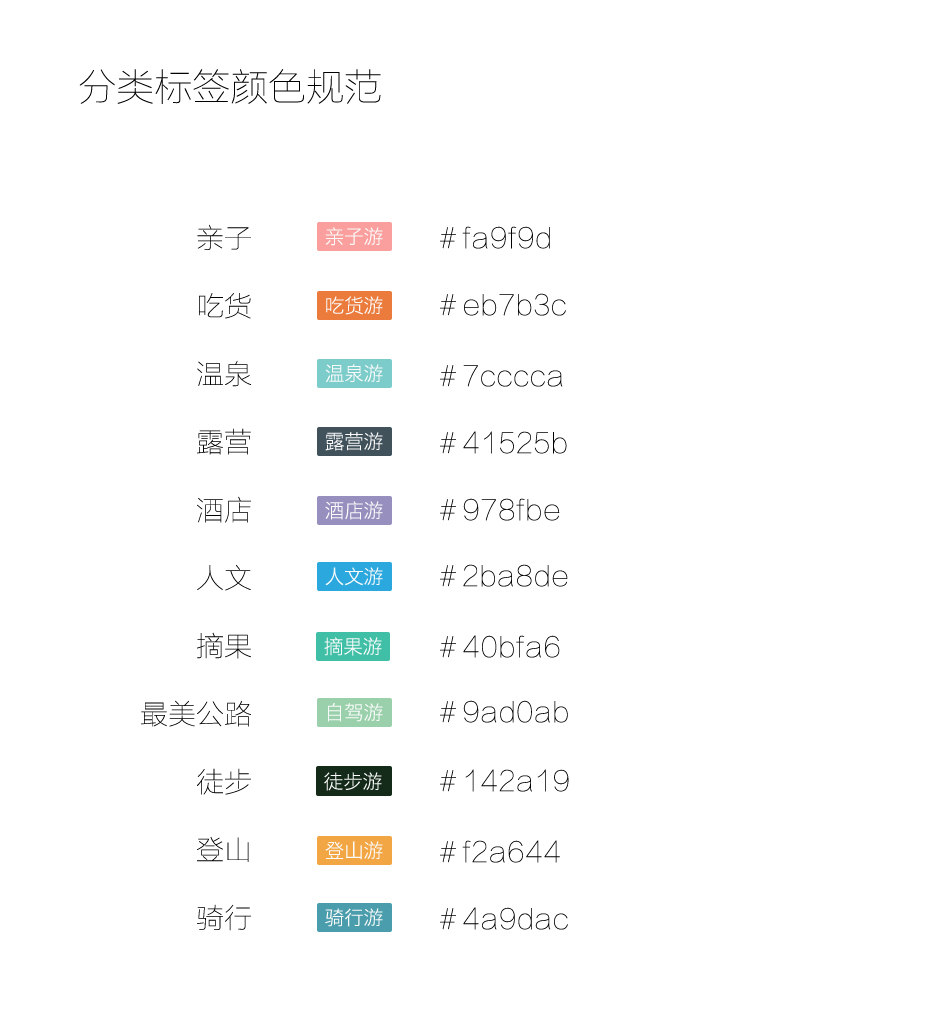 分类标签颜色规范
亲子 亲子游 # fa9f9d
吃货 吃货游 # eb7b3c
温泉 温泉游 # 7cccca
露营 露营游 # 41525b
酒店 酒店游 # 978fbe
人文 人文游 # 2ba8de
摘果 摘果游 # 40bfa6
最美公路 自驾游 # 9ad0ab
徒步 徒步游 # 142a19
登山 登山游 # f2a644
骑行 骑行游 # 4a9dac